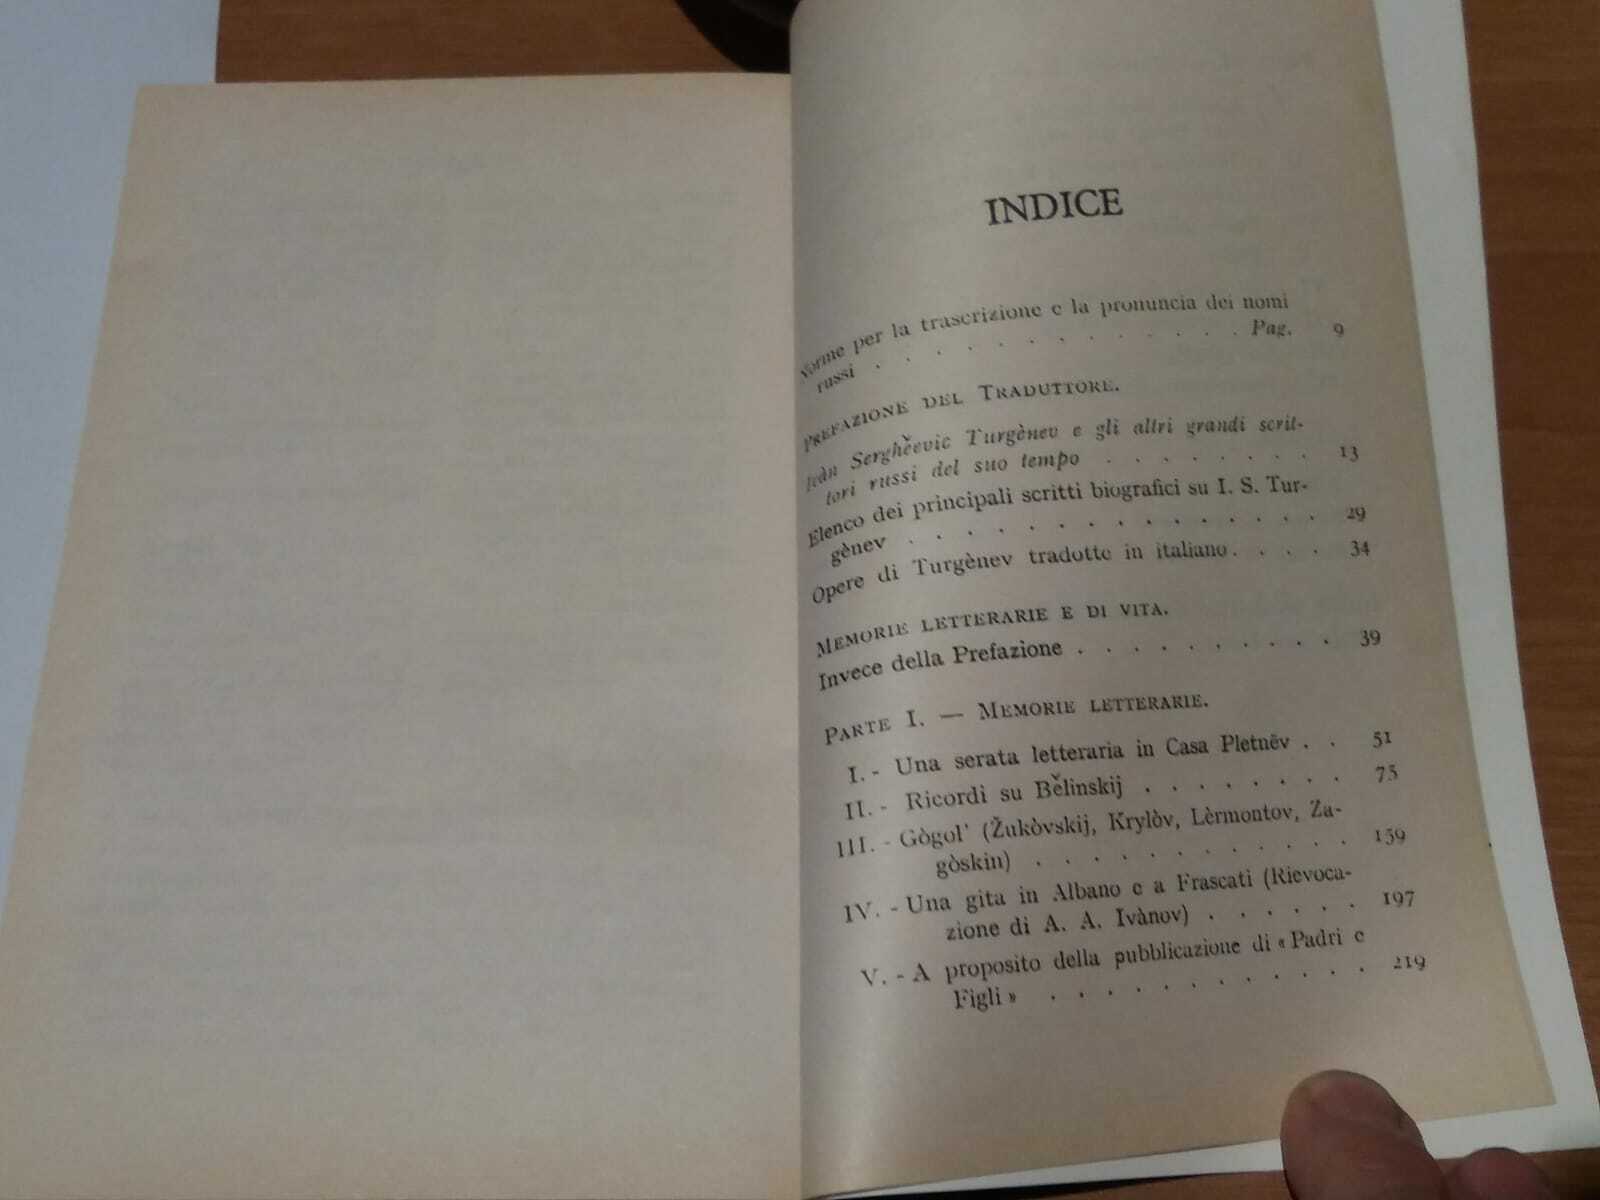 INDICE
Norme per la trascrizione e la pronuncia dei nomi
russi . . . . . . . . . . . . Pag. 9
PREFAZIONE DEL TRADUTTORE.
Ivàn Serghěevic Turgènev e gli altri grandi scrit-
tori russi del suo tempo . . . . . . . . 13
Elenco dei principali scritti biografici su I. S. Tur-
gènev . . . . . . . . . . . . . . 29
Opere di Turgènev tradotte in italiano. . . . 34
MEMORIE LETTERARIE E DI VITA.
Invece della Prefazione . . . . . . . . . . 39
PARTE I. — MEMORIE LETTERARIE.
I. - Una serata letteraria in Casa Pletnëv . . 51
II. - Ricordi su Bělinskij . . . . . . . . 75
III. - Gògol’ (Žukòvskij, Krylòv, Lèrmontov, Za-
gòskin) . . . . . . . . . . . . 159
IV. - Una gita in Albano e a Frascati (Rievoca-
zione di A. A. Ivànov) . . . . . . 197
V. - A proposito della pubblicazione di « Padri e
Figli » . . . . . . . . . . . . 219